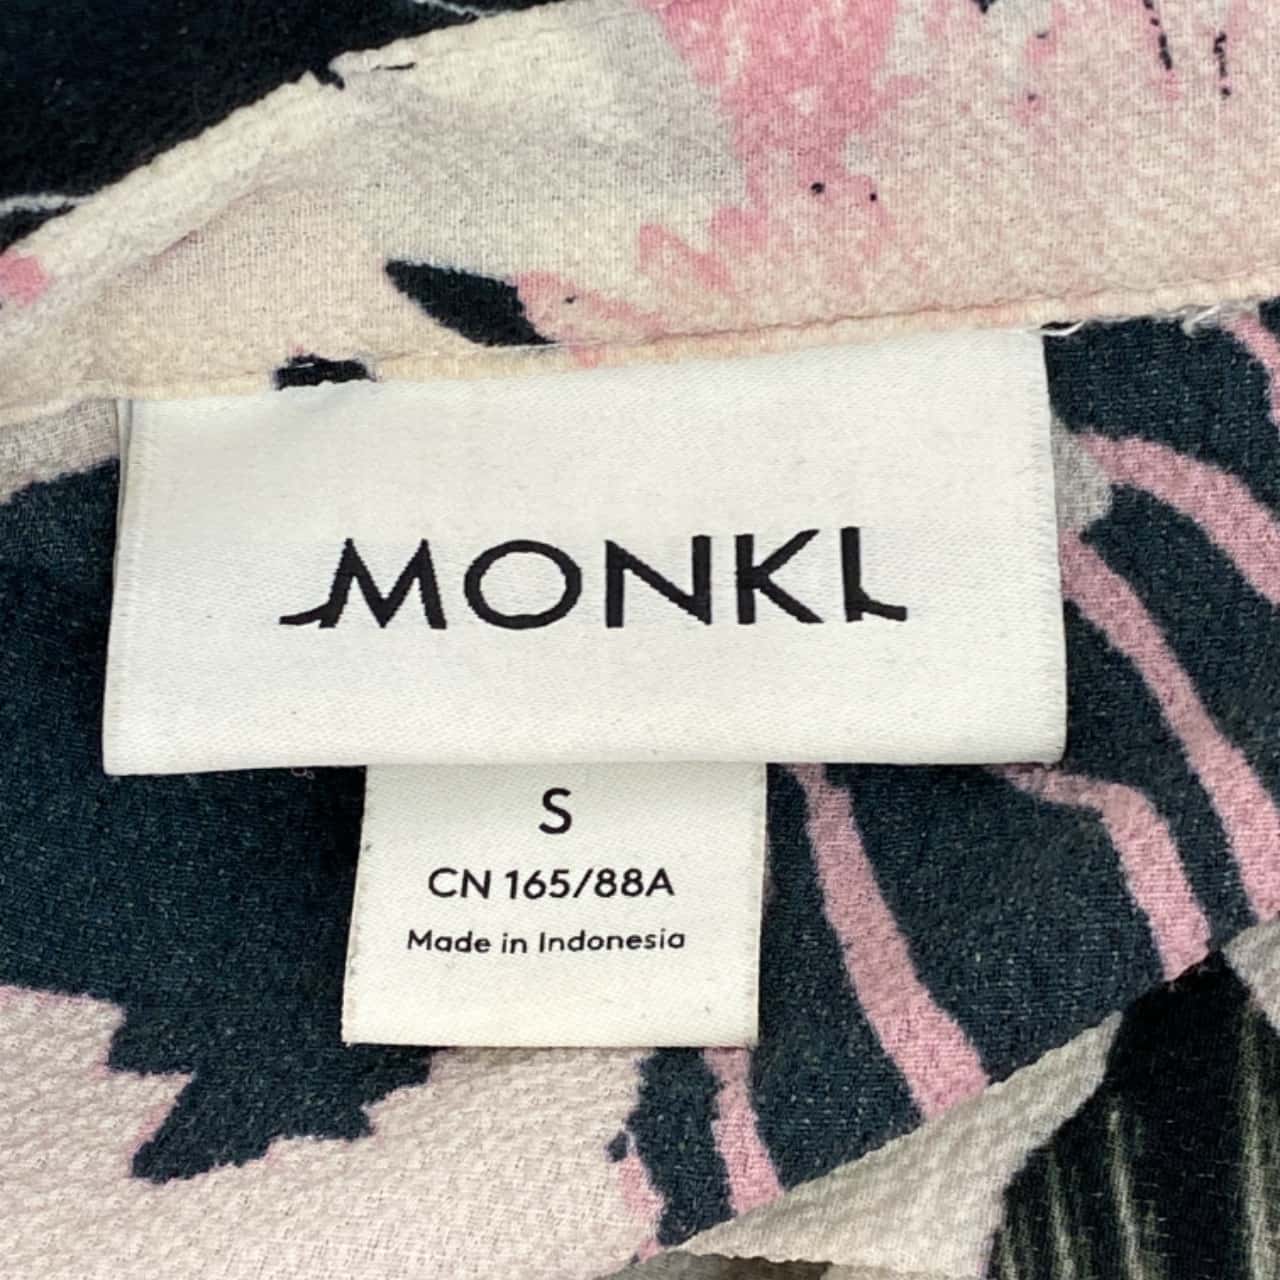 MONKI
S
CN 165/88A
Made in Indonesia